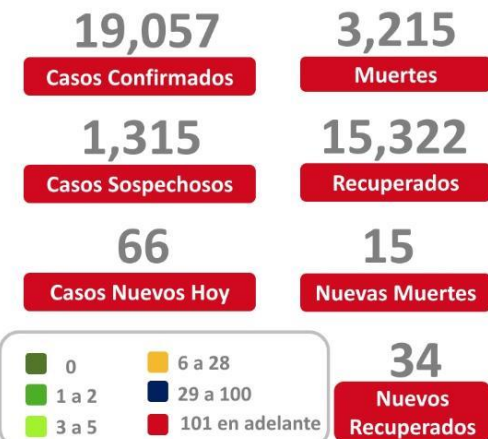 19,057
Casos Confirmados
3,215
Muertes
1,315
Casos Sospechosos
15,322
Recuperados
66
Casos Nuevos Hoy
15
Nuevas Muertes
0
1 a 2
3 a 5
6 a 28
29 a 100
101 en adelante
34
Nuevos
Recuperados